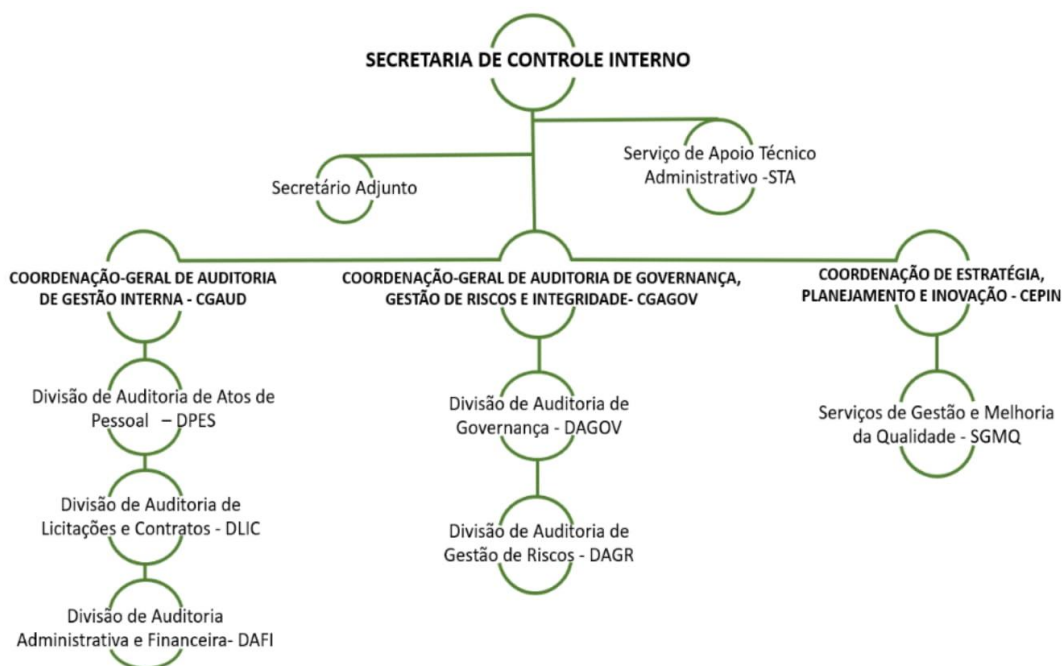 SECRETARIA DE CONTROLE INTERNO
Serviço de Apoio Técnico
Administrativo -STA
Secretário Adjunto
COORDENAÇÃO-GERAL DE AUDITORIA
DE GESTÃO INTERNA - CGAUD
COORDENAÇÃO-GERAL DE AUDITORIA DE GOVERNANÇA,
GESTÃO DE RISCOS E INTEGRIDADE- CGAGOV
COORDENAÇÃO DE ESTRATÉGIA,
PLANEJAMENTO E INOVAÇÃO - CEPIN
Divisão de Auditoria de Atos de
Pessoal – DPES
Divisão de Auditoria de
Governança - DAGOV
Serviços de Gestão e Melhoria
da Qualidade - SGMQ
Divisão de Auditoria de
Licitações e Contratos - DLIC
Divisão de Auditoria de
Gestão de Riscos - DAGR
Divisão de Auditoria
Administrativa e Financeira- DAFI